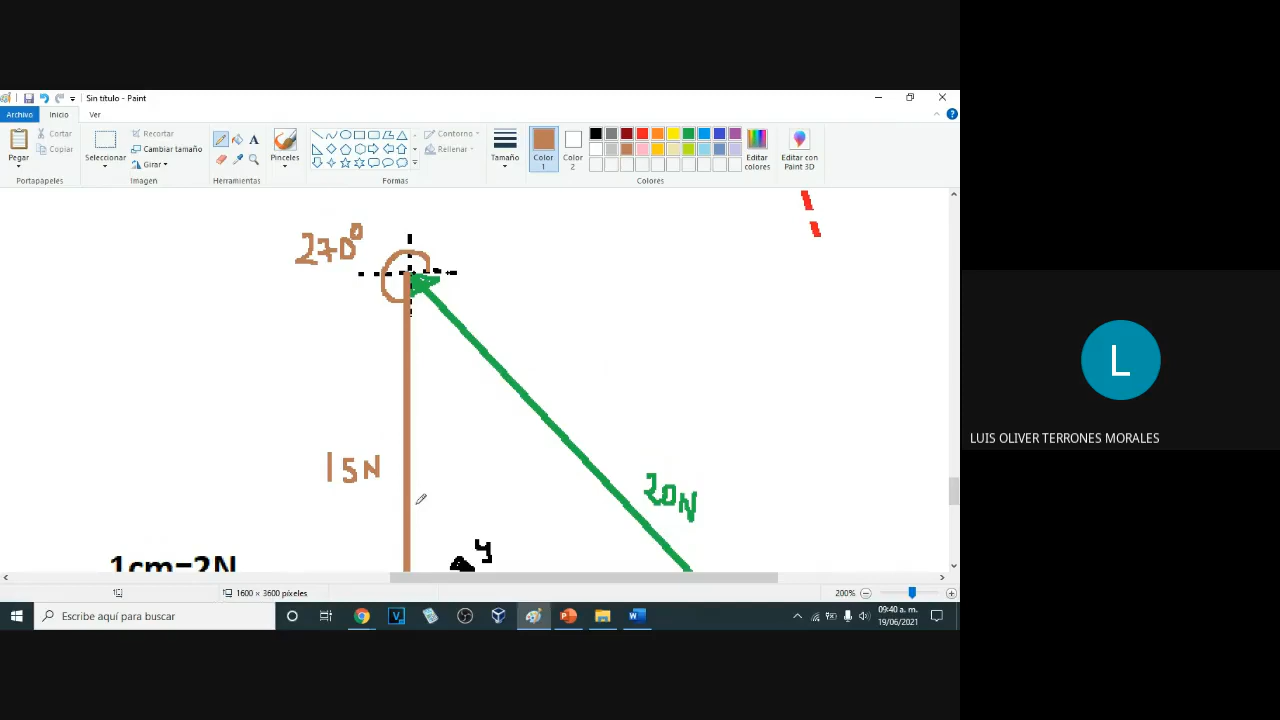 Sin título - Paint
Archivo
Inicio
Ver
Pegar
Cortar
Copiar
Portapapeles
Seleccionar
Recortar
Cambiar tamaño
Girar
Imagen
A
Herramientas
Pinceles
Contorno
Rellenar
Formas
Tamaño
Color
1
Color
2
Editar
colores
Editar con
Paint 3D
Colores
270°
15N
20N
y
1cm=2N
1600 × 3600 píxeles
200%
Escribe aquí para buscar
09:40 a. m.
19/06/2021
L
LUIS OLIVER TERRONES MORALES